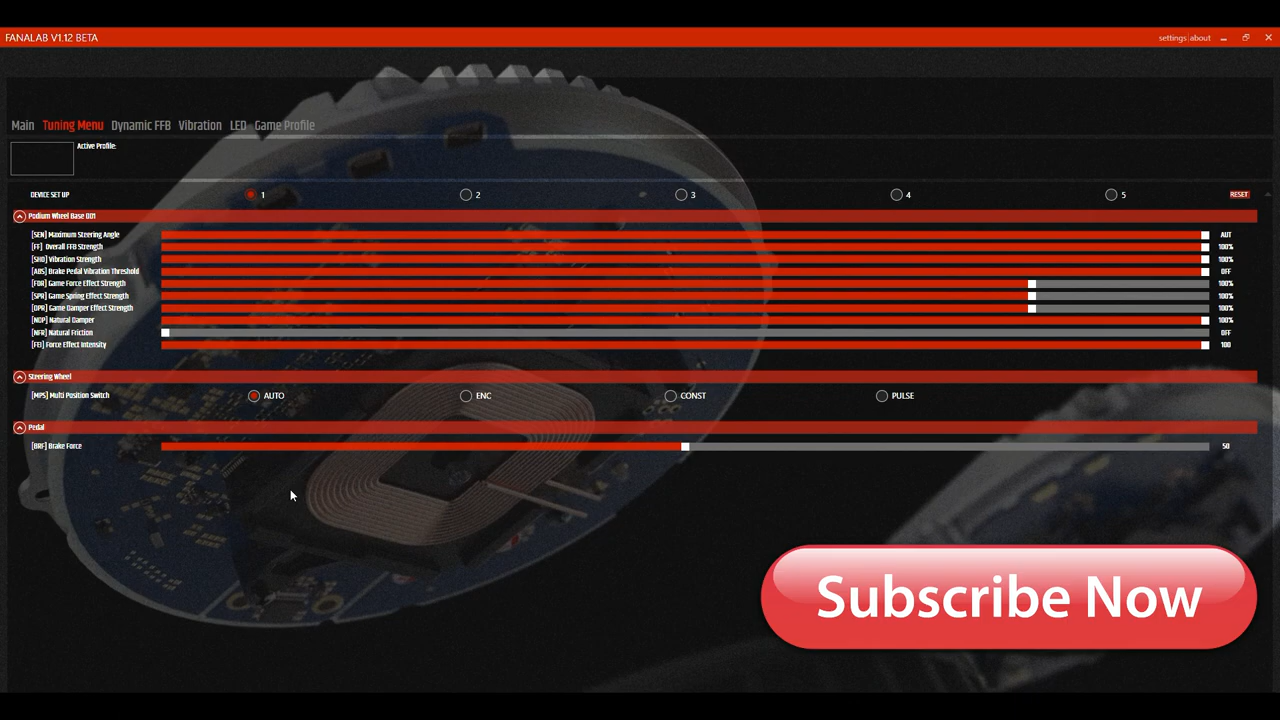 FANALAB V1.12 BETA settings about
Main Tuning Menu Dynamic FFB Vibration LED Game Profile
Active Profile:
DEVICE SET UP 1 2 3 4 5 RESET
Podium Wheel Base DD1
[SEN] Maximum Steering Angle AUT
[FF] Overall FFB Strength 100%
[SHO] Vibration Strength 100%
[ABS] Brake Pedal Vibration Threshold OFF
[FOR] Game Force Effect Strength 100%
[SPR] Game Spring Effect Strength 100%
[DPR] Game Damper Effect Strength 100%
[NDP] Natural Damper 100%
[NFR] Natural Friction OFF
[FEI] Force Effect Intensity 100
Steering Wheel
[MPS] Multi Position Switch AUTO ENC CONST PULSE
Pedal
[BRF] Brake Force 50
Subscribe Now